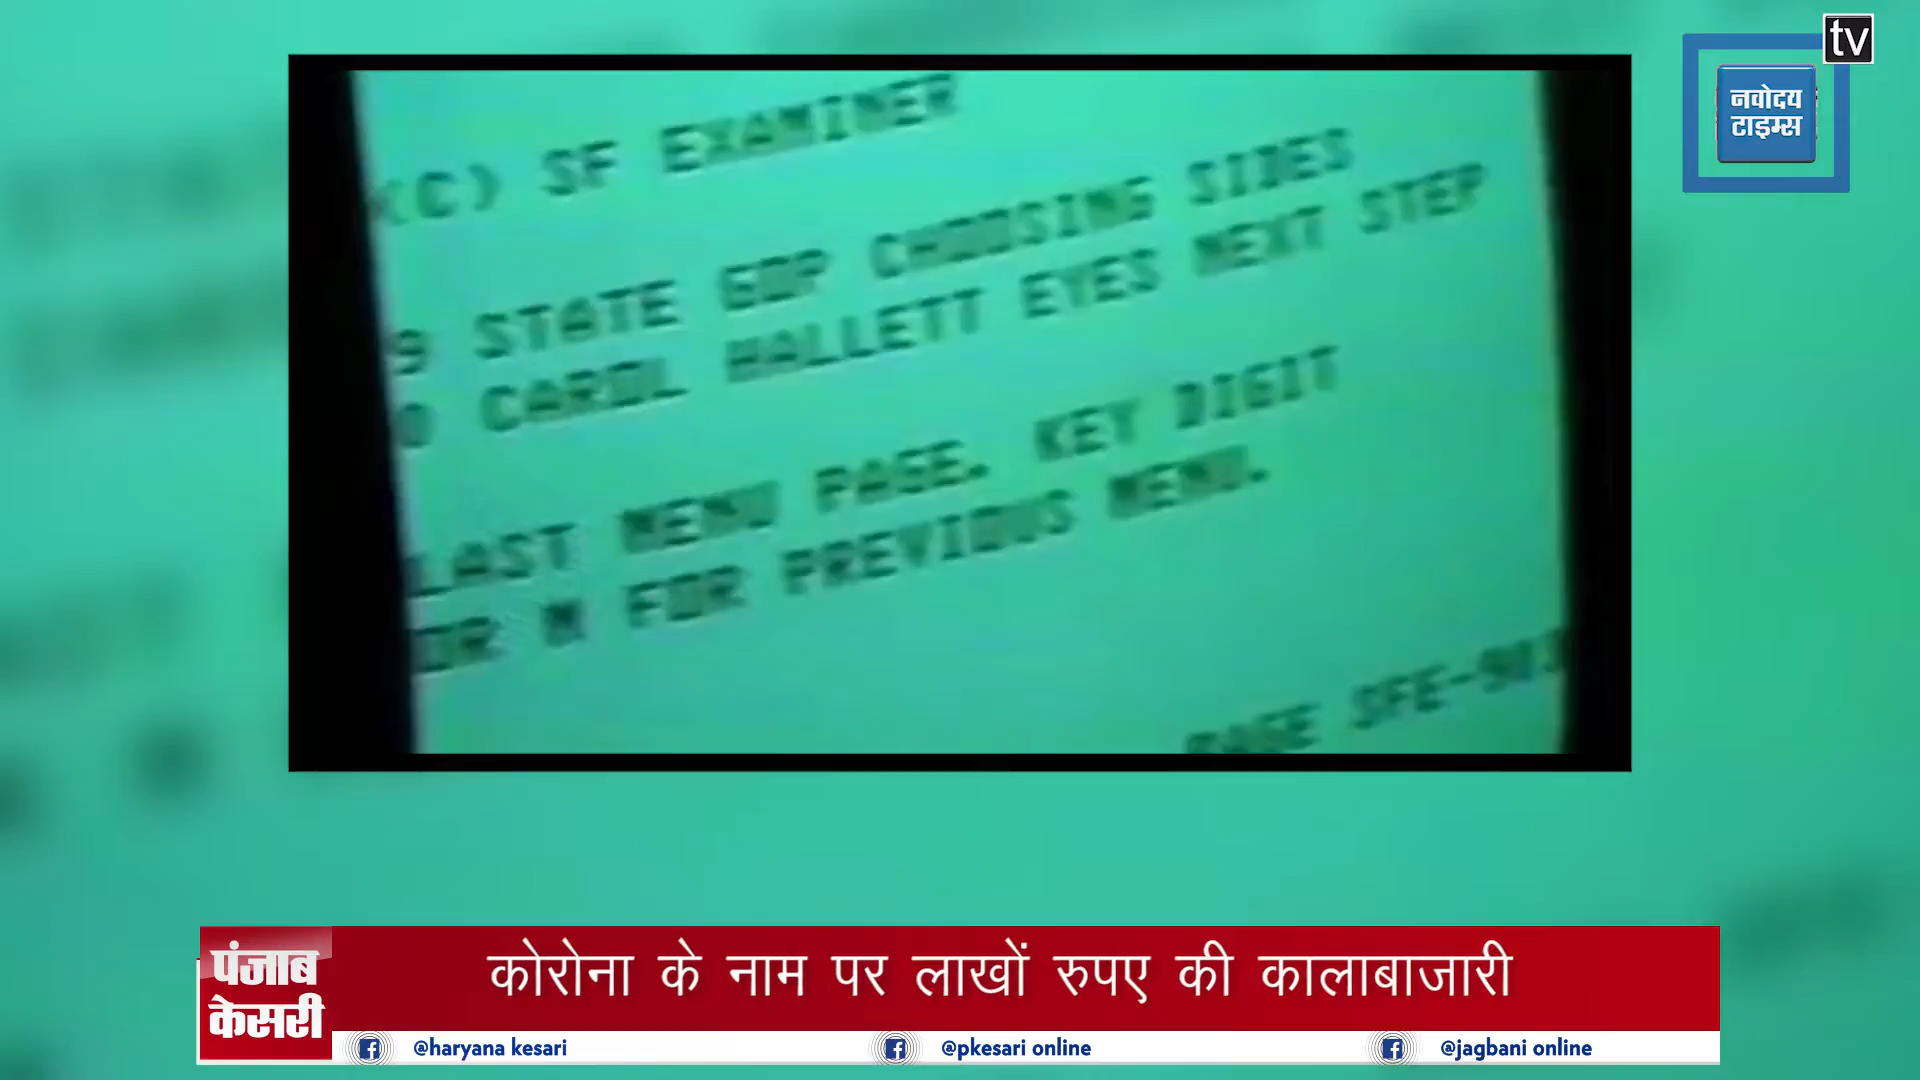 tv
नवोदय
टाइम्स
(C) SF EXAMINER
9 STATE GOP CHOOSING SIDES
0 CAROL HALLETT EYES NEXT STEP
LAST MENU PAGE. KEY DIGIT
OR M FOR PREVIOUS MENU.
PAGE
पंजाब
केसरी
कोरोना के नाम पर लाखों रुपए की कालाबाजारी
@haryana kesari
@pkesari online
@jagbani online